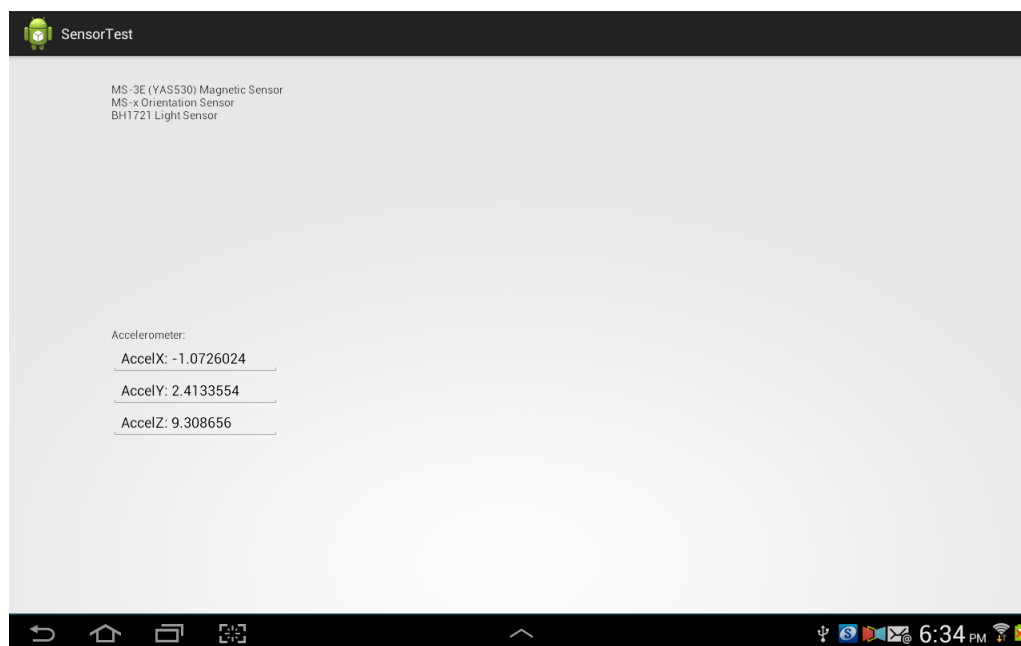 SensorTest
MS-3E (YAS530) Magnetic Sensor
MS-x Orientation Sensor
BH1721 Light Sensor
Accelerometer:
AccelX: -1.0726024
AccelY: 2.4133554
AccelZ: 9.308656
6:34 PM